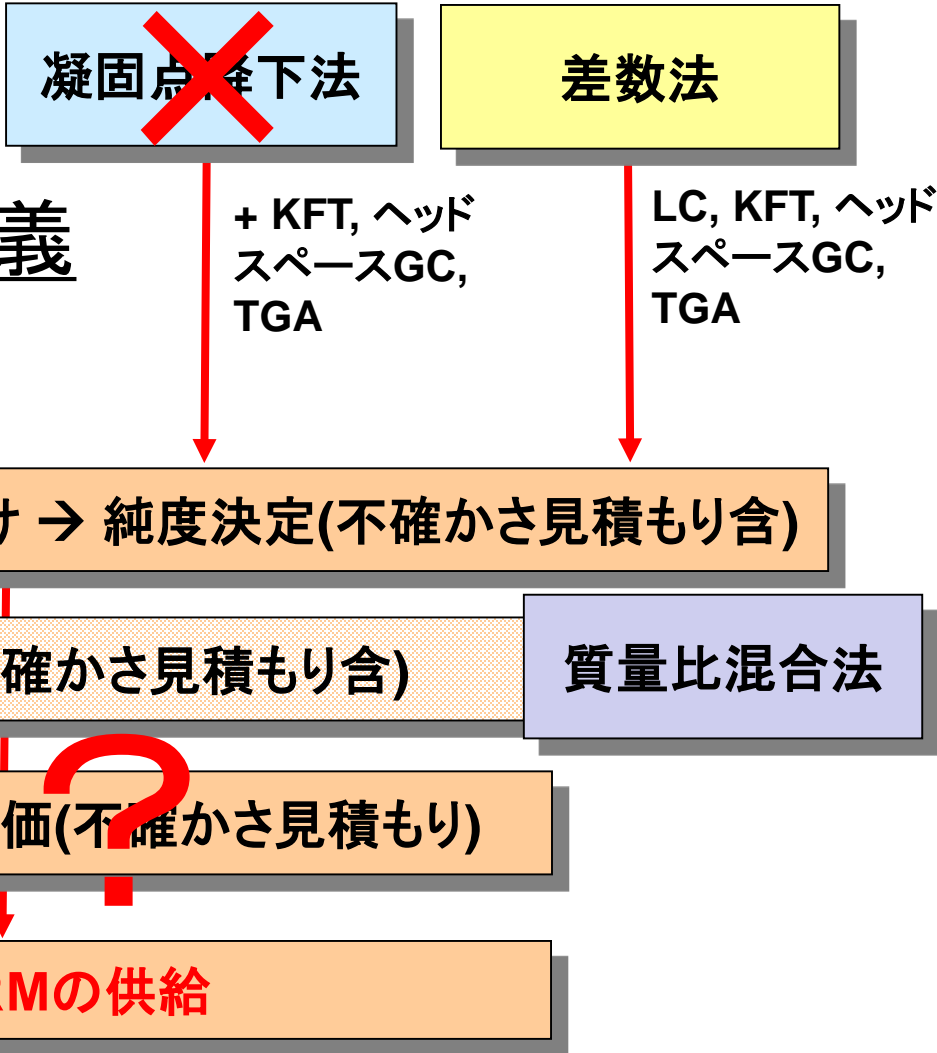 凝固点降下法
差数法
義
+ KFT, ヘッド
スペースGC,
TGA
LC, KFT, ヘッド
スペースGC,
TGA
け → 純度決定(不確かさ見積もり含)
確かさ見積もり含)
質量比混合法
価(不確かさ見積もり)
?
RMの供給